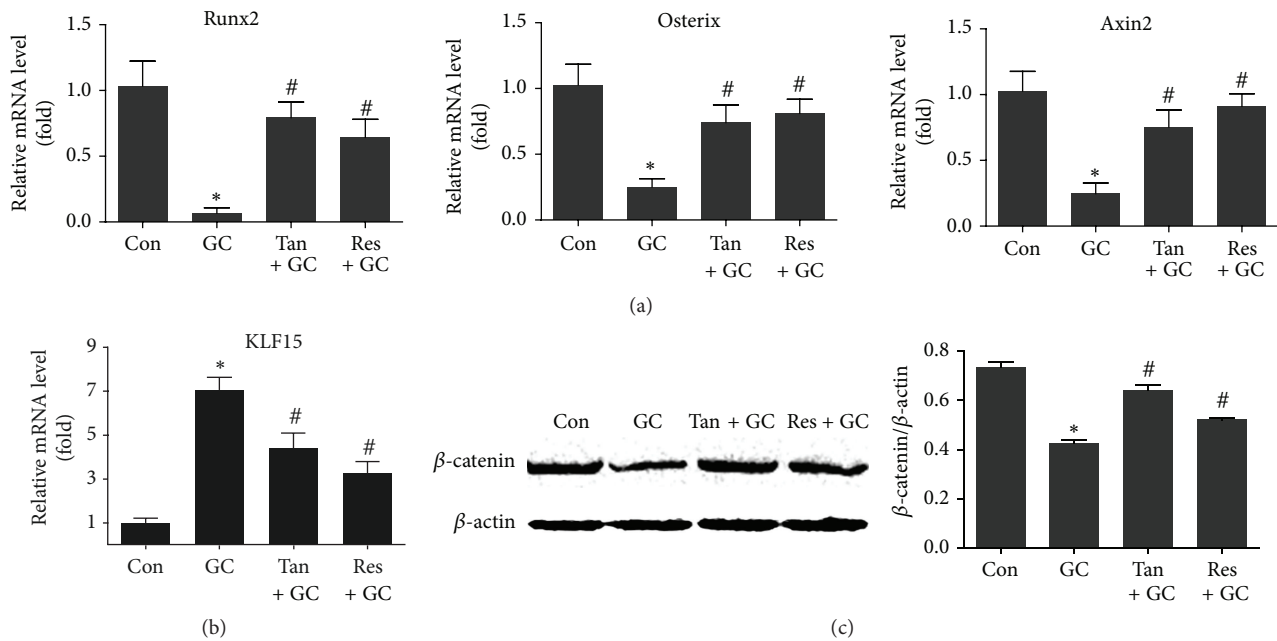 Runx2
Relative mRNA level
(fold)
1.5
1.0
0.5
0.0
*
#
#
Con
GC
Tan
+ GC
Res
+ GC
Osterix
Relative mRNA level
(fold)
1.5
1.0
0.5
0.0
*
#
#
Con
GC
Tan
+ GC
Res
+ GC
Axin2
Relative mRNA level
(fold)
1.5
1.0
0.5
0.0
*
#
#
Con
GC
Tan
+ GC
Res
+ GC
(a)
KLF15
Relative mRNA level
(fold)
9
7
5
3
1
*
#
#
Con
GC
Tan
+ GC
Res
+ GC
(b)
Con GC Tan + GC Res + GC
β-catenin
β-actin
β-catenin/β-actin
0.8
0.6
0.4
0.2
0.0
*
#
#
Con
GC
Tan
+ GC
Res
+ GC
(c)